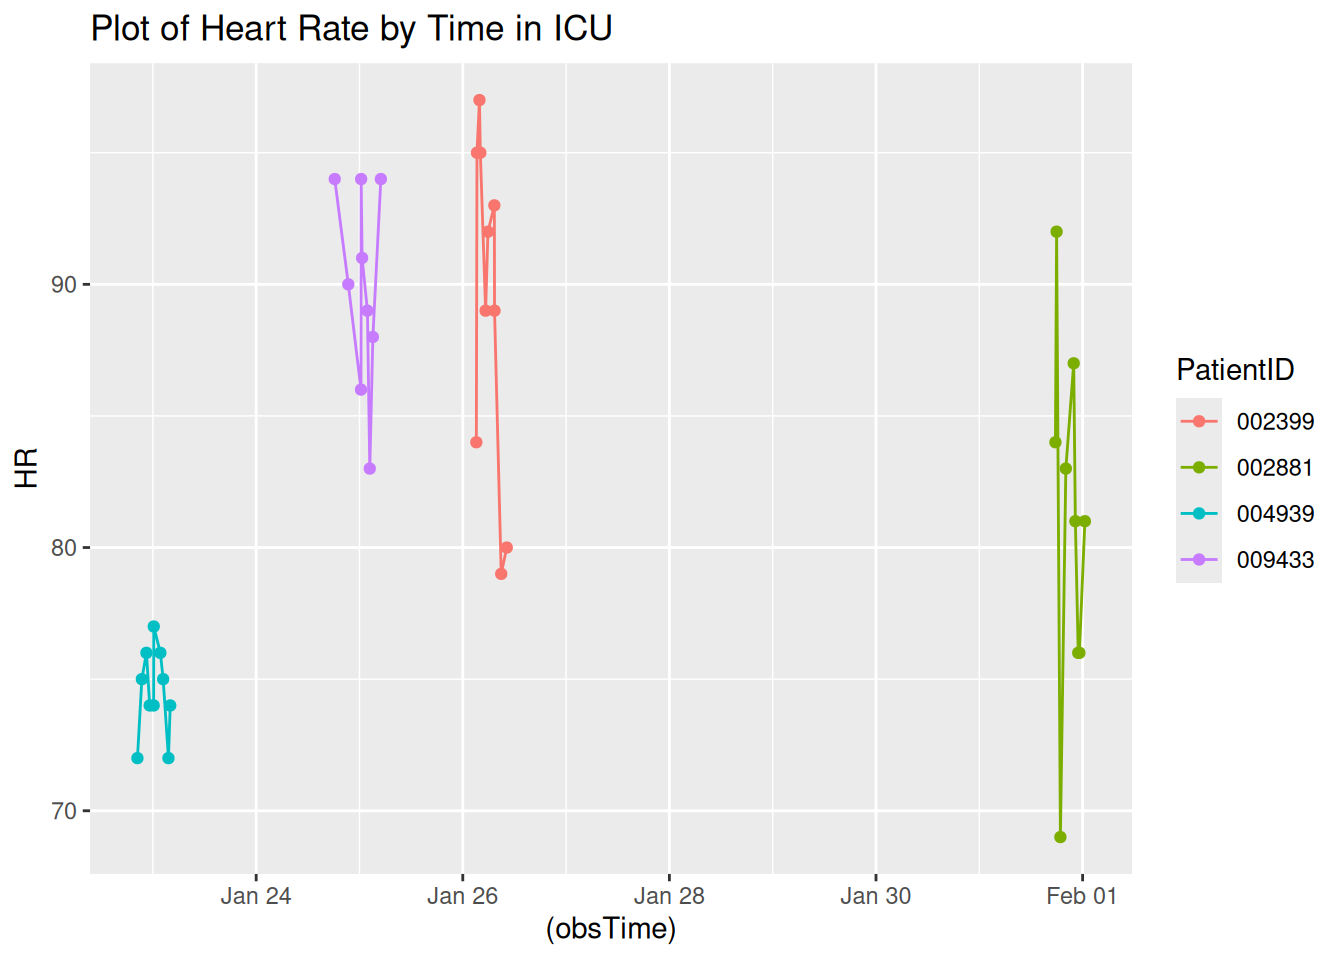 Plot of Heart Rate by Time in ICU
90
80
70
HR
Jan 24
Jan 26
Jan 28
Jan 30
Feb 01
(obsTime)
PatientID
002399
002881
004939
009433